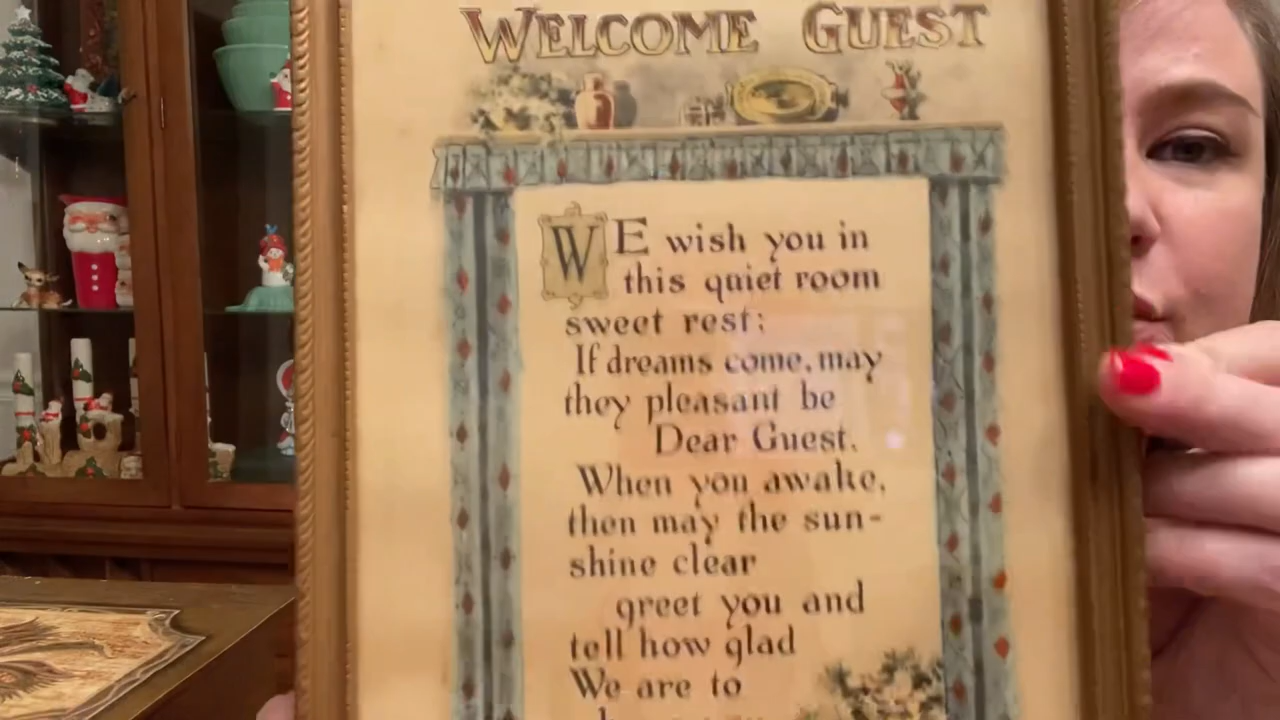 WELCOME GUEST
WE wish you in
this quiet room
sweet rest;
If dreams come, may
they pleasant be
Dear Guest.
When you awake,
then may the sun-
shine clear
greet you and
tell how glad
We are to